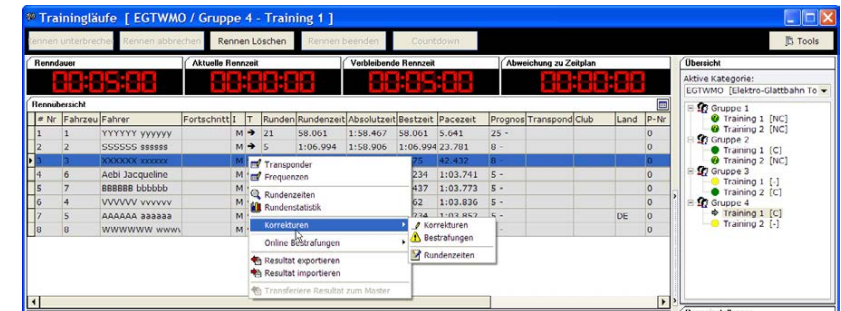 Trainingläufe [ EGTWMO / Gruppe 4 - Training 1 ]
Rennen unterbrechen Rennen abbrechen Rennen Löschen Rennen beenden Countdown Tools
Renndauer Aktuelle Rennzeit Verbleibende Rennzeit Abweichung zu Zeitplan
00:05:00 00:00:00 00:05:00 00:00:00
Rennübersicht
# Nr Fahrzeu Fahrer Fortschritt I T Runden Rundenzeit Absolutzeit Bestzeit Pacezeit Prognos Transpond Club Land P-Nr
1 1 YYYYYY yyyyyy M 21 58.061 1:58.467 58.061 5.641 25 - 0
2 2 SSSSSS ssssss M 5 1:06.994 1:58.906 1:06.994 23.781 8 - 0
3 3 XXXXXX xxxxxx 75 42.432 8 - 0
4 6 Aebi Jacqueline M 234 1:03.741 5 - 0
5 7 BBBBBB bbbbbb M 437 1:03.773 5 - 0
6 4 VVVVVV vvvvvv M 62 1:03.836 5 - 0
7 5 AAAAAA aaaaaa M 734 1:03.857 5 - DE 0
8 8 WWWWWW wwww M 0
Transponder
Frequenzen
Rundenzeiten
Rundenstatistik
Korrekturen
Online Bestrafungen
Resultat exportieren
Resultat importieren
Transferiere Resultat zum Master
Korrekturen
Bestrafungen
Rundenzeiten
Übersicht
Aktive Kategorie:
EGTWMO [Elektro-Glattbahn To
Gruppe 1
Training 1 [NC]
Training 2 [NC]
Gruppe 2
Training 1 [C]
Training 2 [NC]
Gruppe 3
Training 1 [-]
Training 2 [C]
Gruppe 4
Training 1 [C]
Training 2 [-]